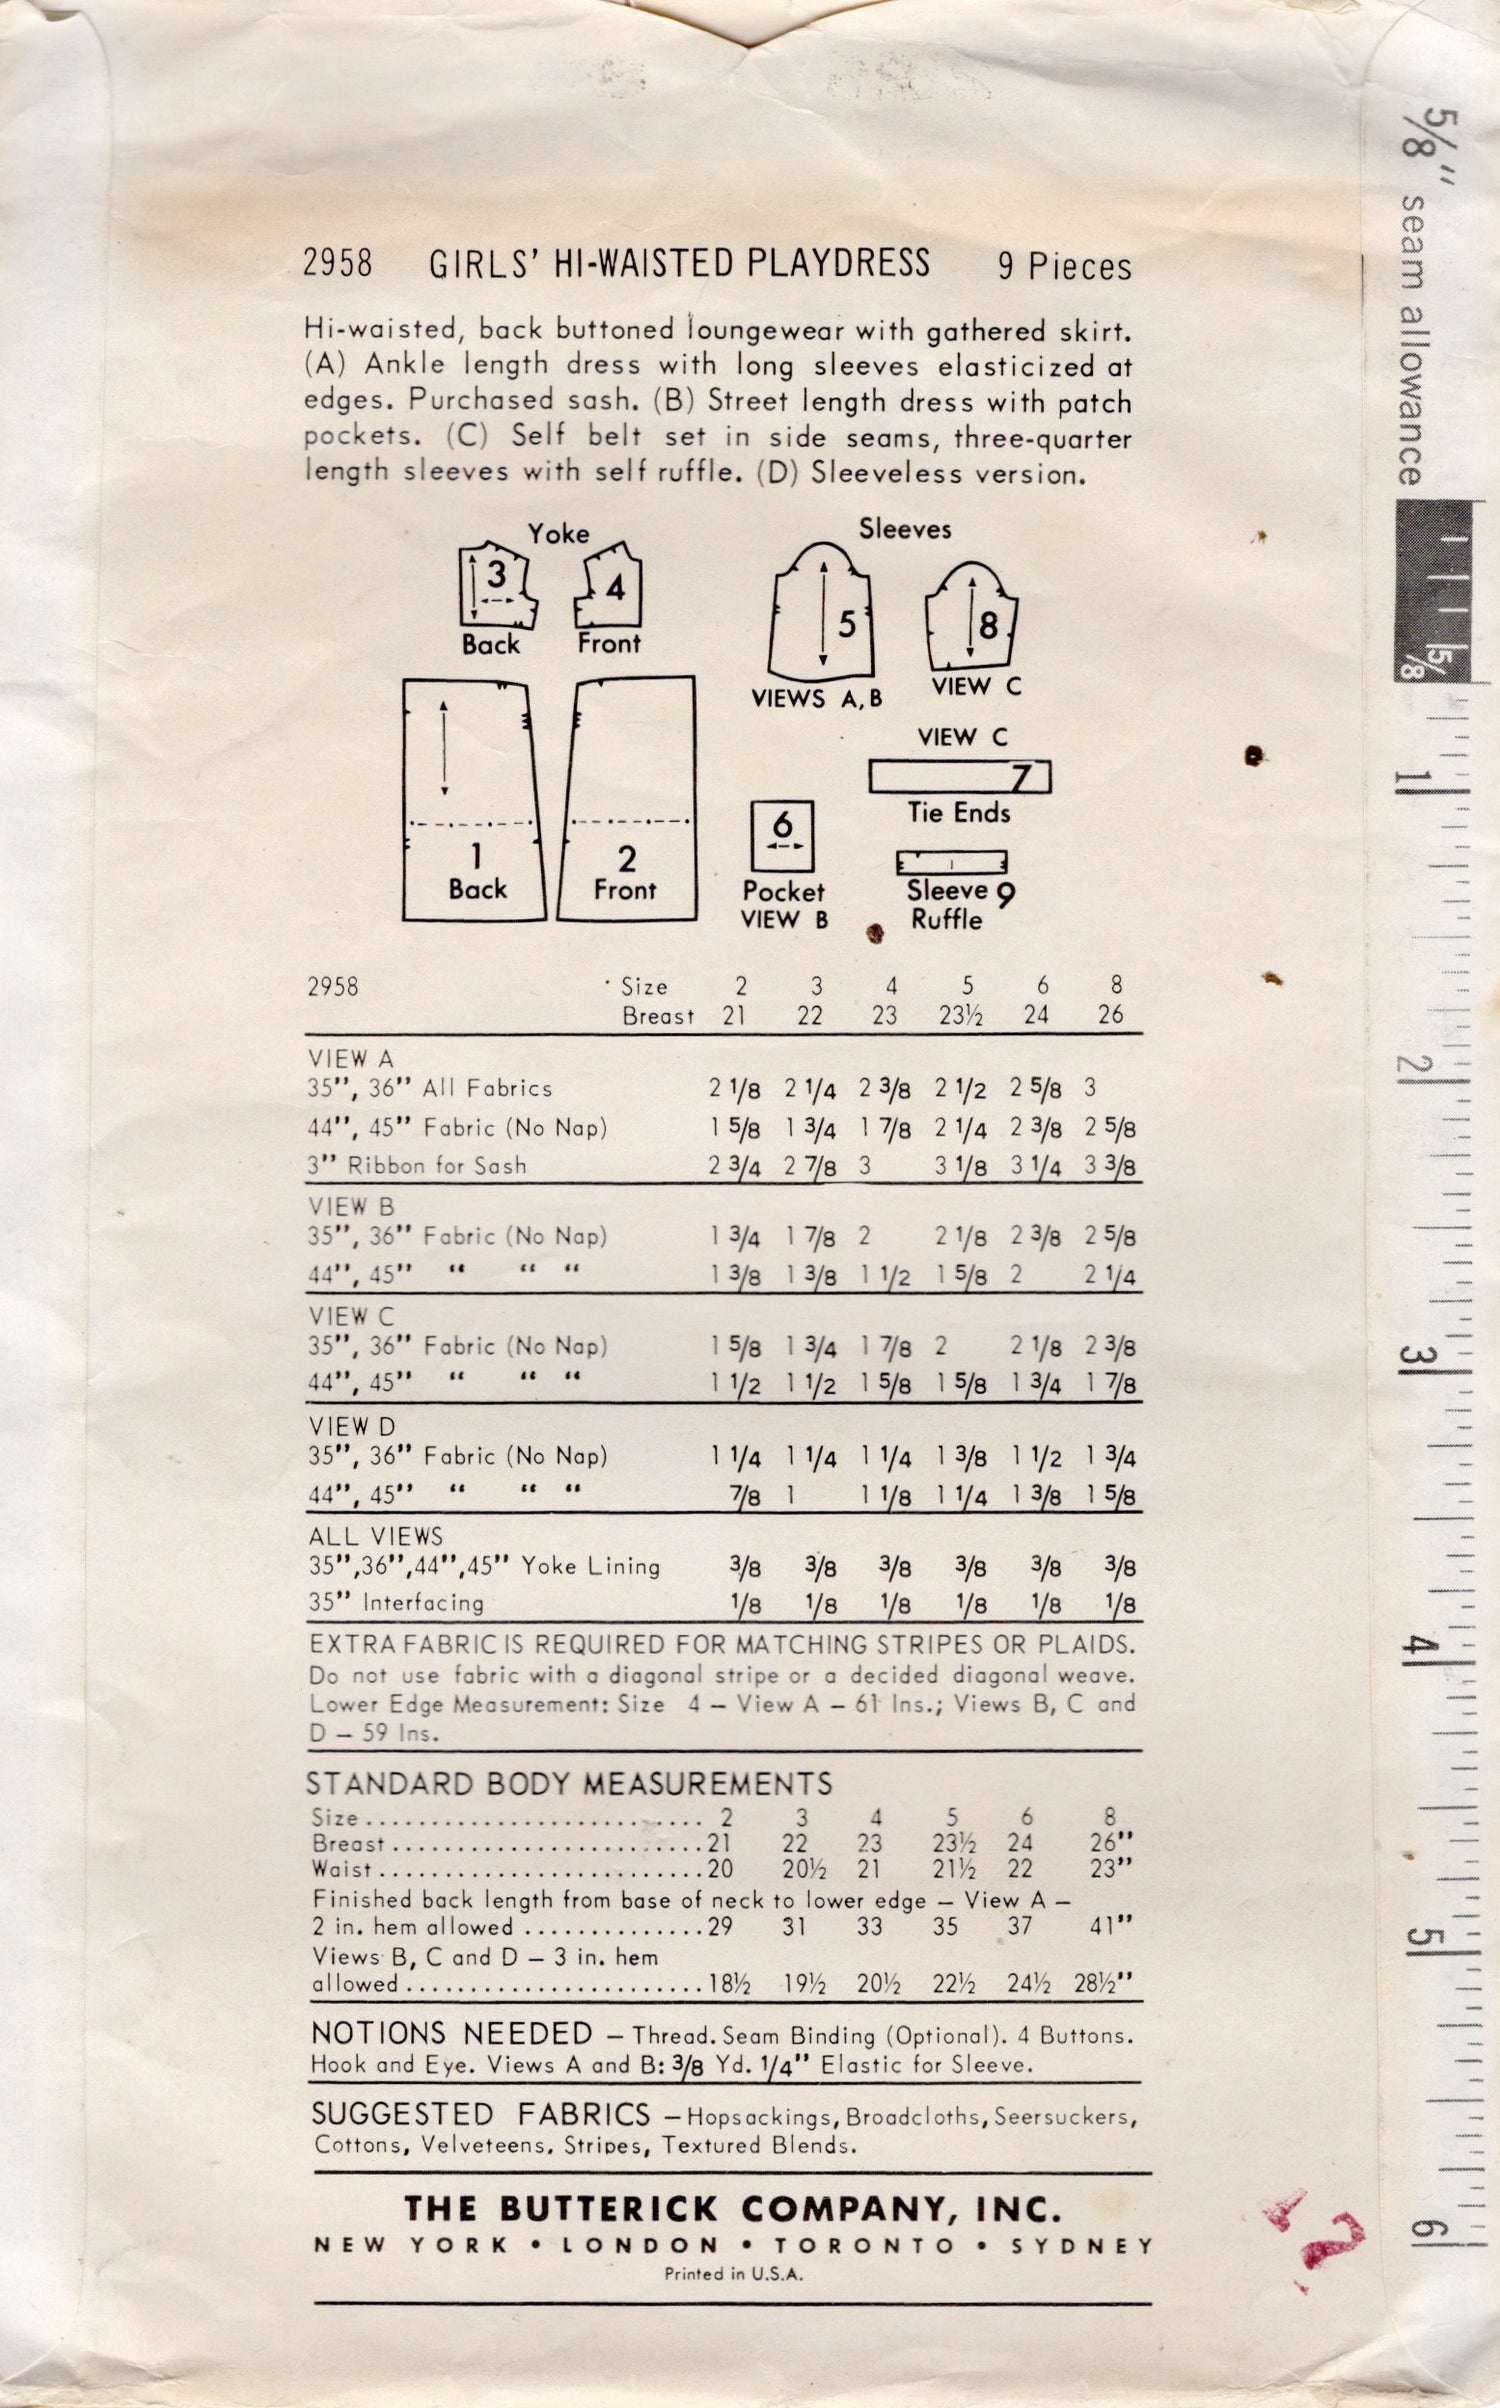 2958 GIRLS' HI-WAISTED PLAYDRESS 9 Pieces
Hi-waisted, back buttoned loungewear with gathered skirt.
(A) Ankle length dress with long sleeves elasticized at
edges. Purchased sash. (B) Street length dress with patch
pockets. (C) Self belt set in side seams, three-quarter
length sleeves with self ruffle. (D) Sleeveless version.
Yoke
3
4
Back Front
Sleeves
5
8
VIEWS A,B VIEW C
1
Back
2
Front
6
Pocket
VIEW B
VIEW C
7
Tie Ends
Sleeve 9
Ruffle
2958 Size 2 3 4 5 6 8
Breast 21 22 23 23½ 24 26
VIEW A
35", 36" All Fabrics 2 1/8 2 1/4 2 3/8 2 1/2 2 5/8 3
44", 45" Fabric (No Nap) 1 5/8 1 3/4 1 7/8 2 1/4 2 3/8 2 5/8
3" Ribbon for Sash 2 3/4 2 7/8 3 3 1/8 3 1/4 3 3/8
VIEW B
35", 36" Fabric (No Nap) 1 3/4 1 7/8 2 2 1/8 2 3/8 2 5/8
44", 45" " " " 1 3/8 1 3/8 1 1/2 1 5/8 2 2 1/4
VIEW C
35", 36" Fabric (No Nap) 1 5/8 1 3/4 1 7/8 2 2 1/8 2 3/8
44", 45" " " " 1 1/2 1 1/2 1 5/8 1 5/8 1 3/4 1 7/8
VIEW D
35", 36" Fabric (No Nap) 1 1/4 1 1/4 1 1/4 1 3/8 1 1/2 1 3/4
44", 45" " " " 7/8 1 1 1/8 1 1/4 1 3/8 1 5/8
ALL VIEWS
35",36",44",45" Yoke Lining 3/8 3/8 3/8 3/8 3/8 3/8
35" Interfacing 1/8 1/8 1/8 1/8 1/8 1/8
EXTRA FABRIC IS REQUIRED FOR MATCHING STRIPES OR PLAIDS.
Do not use fabric with a diagonal stripe or a decided diagonal weave.
Lower Edge Measurement: Size 4 – View A – 61 Ins.; Views B, C and
D – 59 Ins.
STANDARD BODY MEASUREMENTS
Size.......................... 2 3 4 5 6 8
Breast........................21 22 23 23½ 24 26"
Waist.........................20 20½ 21 21½ 22 23"
Finished back length from base of neck to lower edge – View A –
2 in. hem allowed ..............29 31 33 35 37 41"
Views B, C and D – 3 in. hem
allowed.......................18½ 19½ 20½ 22½ 24½ 28½"
NOTIONS NEEDED – Thread. Seam Binding (Optional). 4 Buttons.
Hook and Eye. Views A and B: 3/8 Yd. 1/4" Elastic for Sleeve.
SUGGESTED FABRICS – Hopsackings, Broadcloths, Seersuckers,
Cottons, Velveteens. Stripes, Textured Blends.
THE BUTTERICK COMPANY, INC.
NEW YORK • LONDON • TORONTO • SYDNEY
Printed in U.S.A.
5/8" seam allowance
5/8 5/8
1
2
3
4
5
6